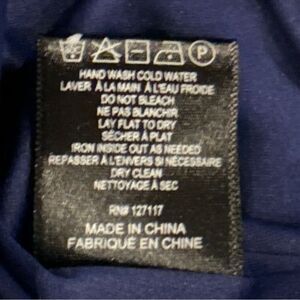 P
HAND WASH COLD WATER
LAVER À LA MAIN À L'EAU FROIDE
DO NOT BLEACH
NE PAS BLANCHIR
LAY FLAT TO DRY
SÉCHER À PLAT
IRON INSIDE OUT AS NEEDED
REPASSER À L'ENVERS SI NÉCESSAIRE
DRY CLEAN
NETTOYAGE À SEC
RN# 127117
MADE IN CHINA
FABRIQUÉ EN CHINE